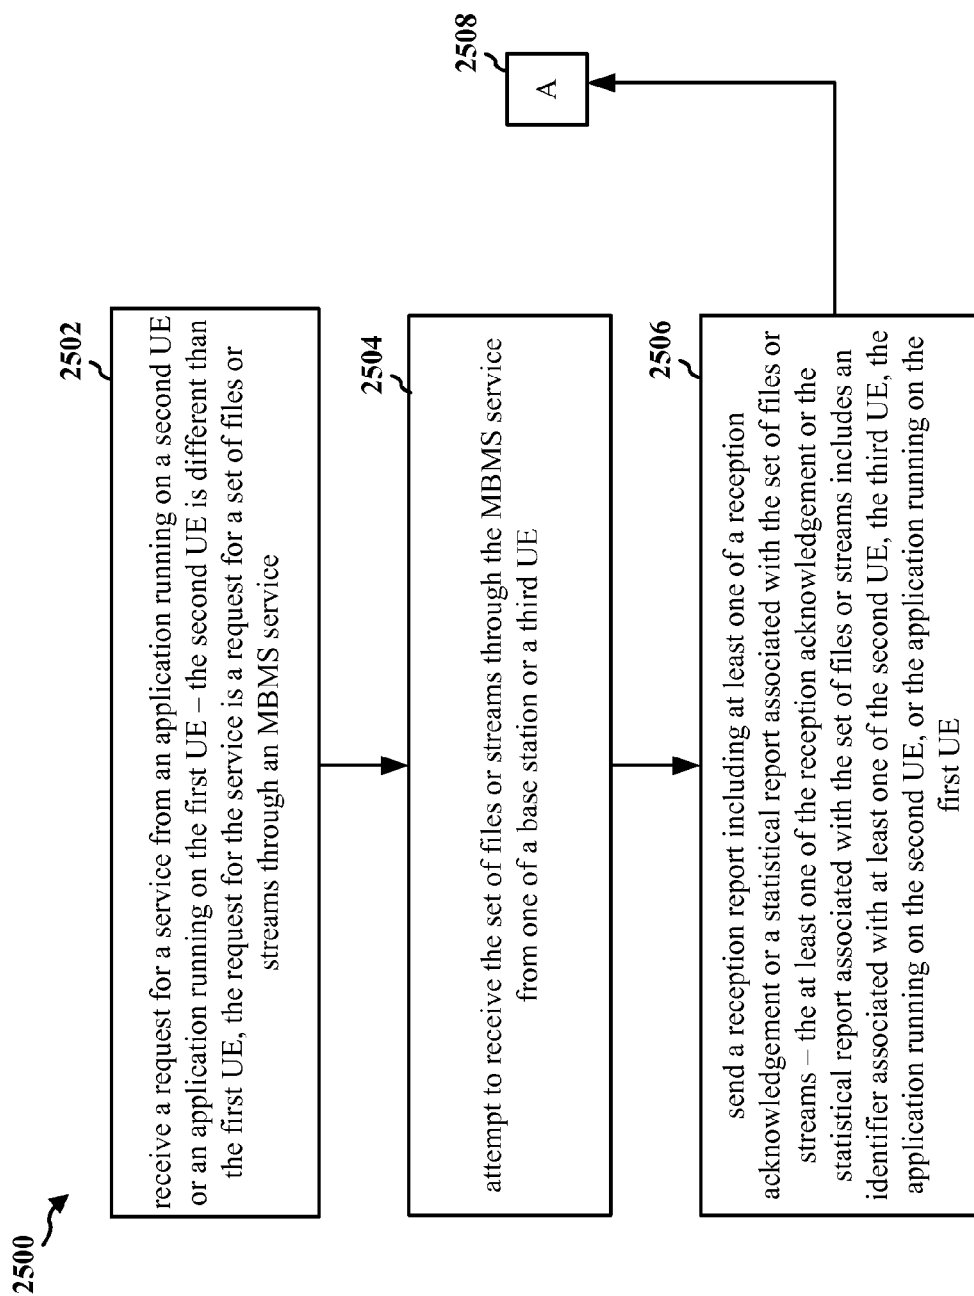 2500
2502
receive a request for a service from an application running on a second UE
or an application running on the first UE – the second UE is different than
the first UE, the request for the service is a request for a set of files or
streams through an MBMS service
2504
attempt to receive the set of files or streams through the MBMS service
from one of a base station or a third UE
2506
send a reception report including at least one of a reception
acknowledgement or a statistical report associated with the set of files or
streams – the at least one of the reception acknowledgement or the
statistical report associated with the set of files or streams includes an
identifier associated with at least one of the second UE, the third UE, the
application running on the second UE, or the application running on the
first UE
2508
A